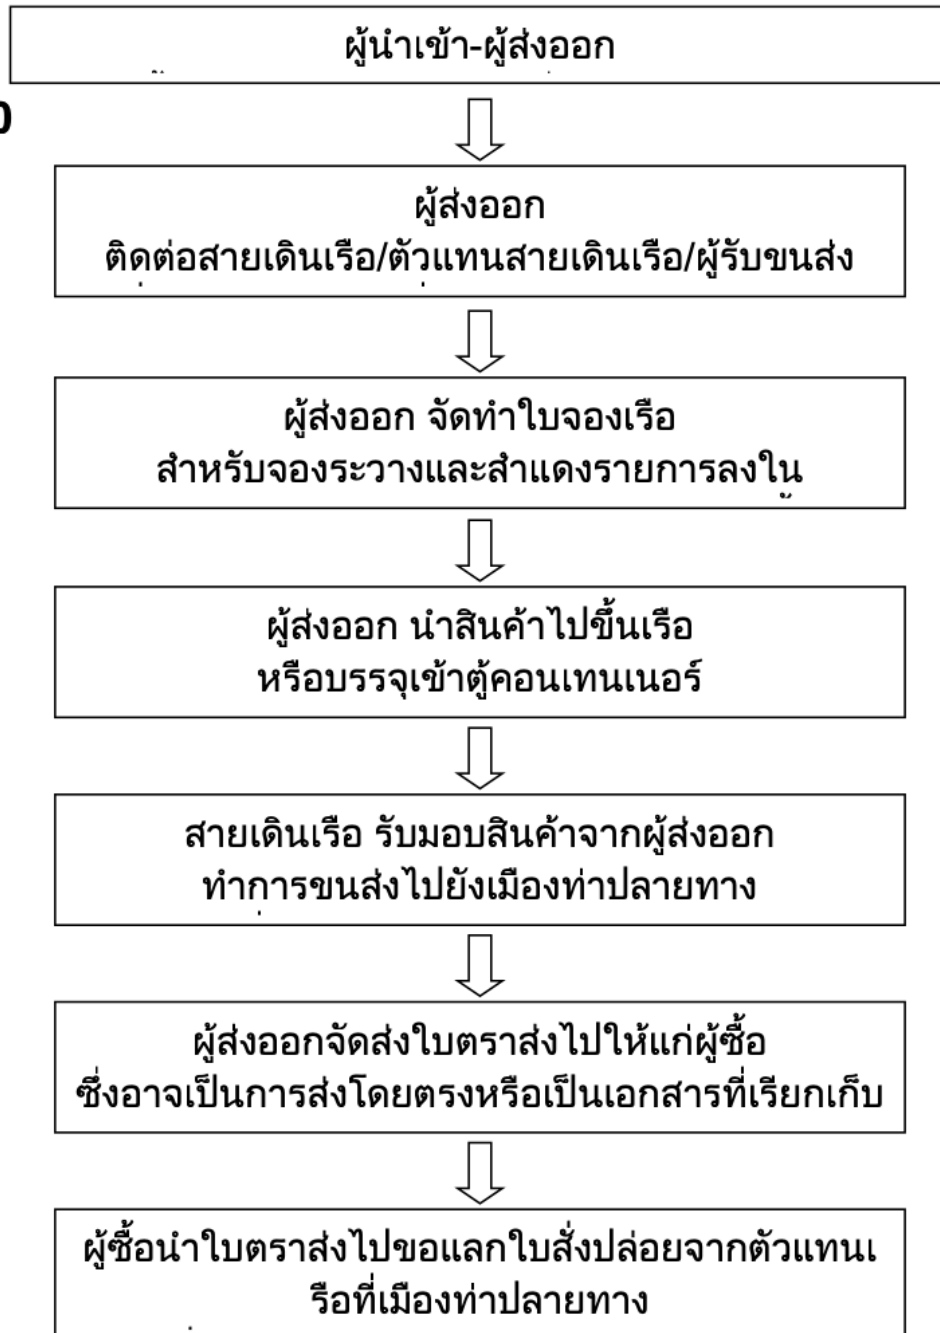 ผู้นำเข้า-ผู้ส่งออก
ผู้ส่งออก
ติดต่อสายเดินเรือ/ตัวแทนสายเดินเรือ/ผู้รับขนส่ง
ผู้ส่งออก จัดทำใบจองเรือ
สำหรับจองระวางและสำแดงรายการลงใน
ผู้ส่งออก นำสินค้าไปขึ้นเรือ
หรือบรรจุเข้าตู้คอนเทนเนอร์
สายเดินเรือ รับมอบสินค้าจากผู้ส่งออก
ทำการขนส่งไปยังเมืองท่าปลายทาง
ผู้ส่งออกจัดส่งใบตราส่งไปให้แก่ผู้ซื้อ
ซึ่งอาจเป็นการส่งโดยตรงหรือเป็นเอกสารที่เรียกเก็บ
ผู้ซื้อนำใบตราส่งไปขอแลกใบสั่งปล่อยจากตัวแทนเ
รือที่เมืองท่าปลายทาง